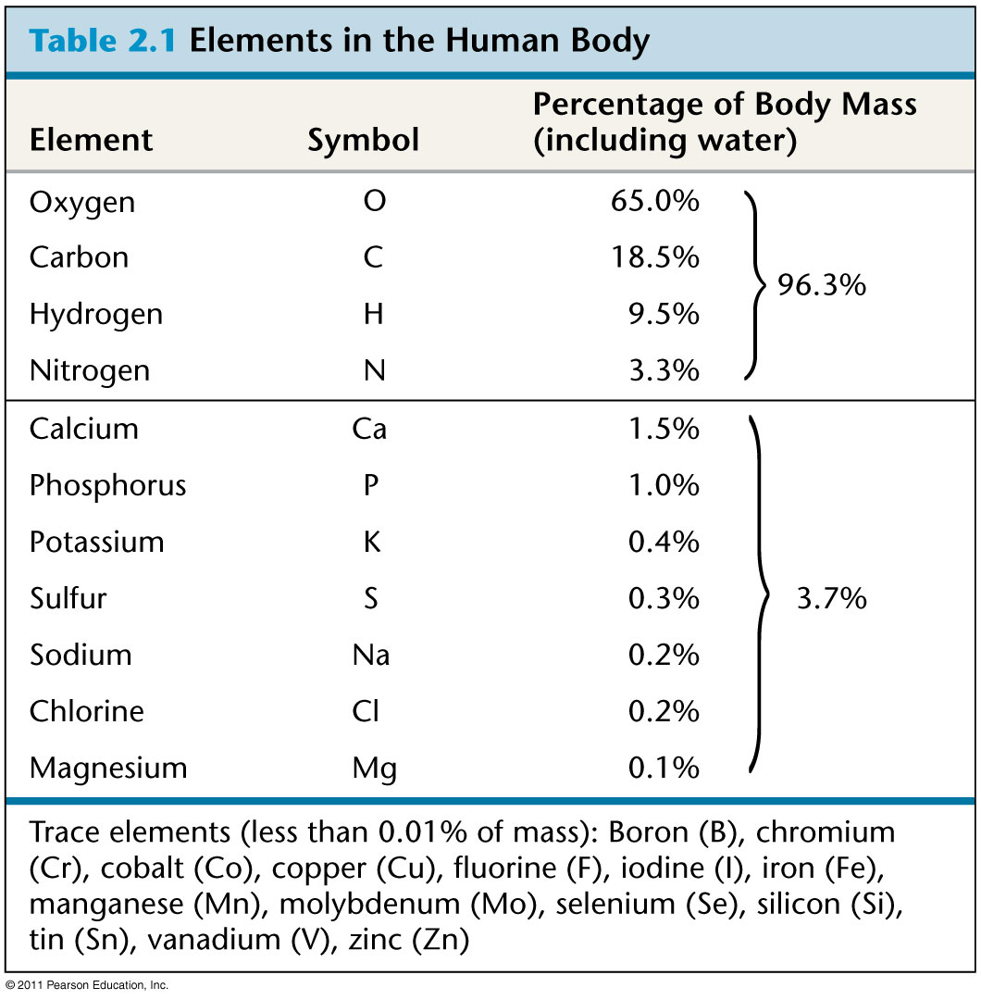 Table 2.1 Elements in the Human Body
Element Symbol Percentage of Body Mass (including water)
Oxygen O 65.0%
Carbon C 18.5%
96.3%
Hydrogen H 9.5%
Nitrogen N 3.3%
Calcium Ca 1.5%
Phosphorus P 1.0%
Potassium K 0.4%
Sulfur S 0.3% 3.7%
Sodium Na 0.2%
Chlorine Cl 0.2%
Magnesium Mg 0.1%
Trace elements (less than 0.01% of mass): Boron (B), chromium
(Cr), cobalt (Co), copper (Cu), fluorine (F), iodine (I), iron (Fe),
manganese (Mn), molybdenum (Mo), selenium (Se), silicon (Si),
tin (Sn), vanadium (V), zinc (Zn)
© 2011 Pearson Education, Inc.